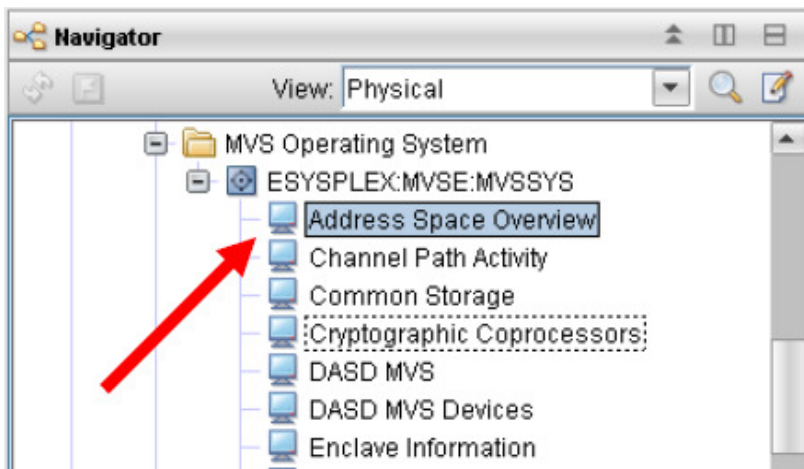 Navigator
View: Physical
MVS Operating System
ESYSPLEX:MVSE:MVSSYS
Address Space Overview
Channel Path Activity
Common Storage
Cryptographic Coprocessors
DASD MVS
DASD MVS Devices
Enclave Information